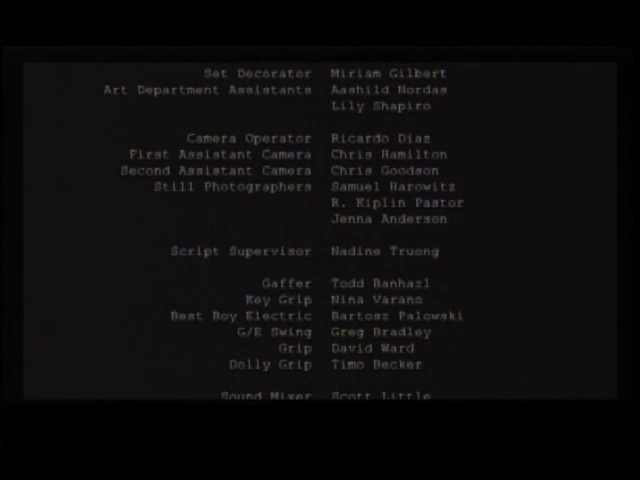 Set Decorator Miriam Gilbert
Art Department Assistants Aashild Nordas
Lily Shapiro
Camera Operator Ricardo Diaz
First Assistant Camera Chris Hamilton
Second Assistant Camera Chris Goodson
Still Photographers Samuel Harowitz
R. Kiplin Pastor
Jenna Anderson
Script Supervisor Nadine Truong
Gaffer Todd Banhazl
Key Grip Nina Varano
Best Boy Electric Bartosz Palowski
G/E Swing Greg Bradley
Grip David Ward
Dolly Grip Timo Becker
Sound Mixer Scott Little